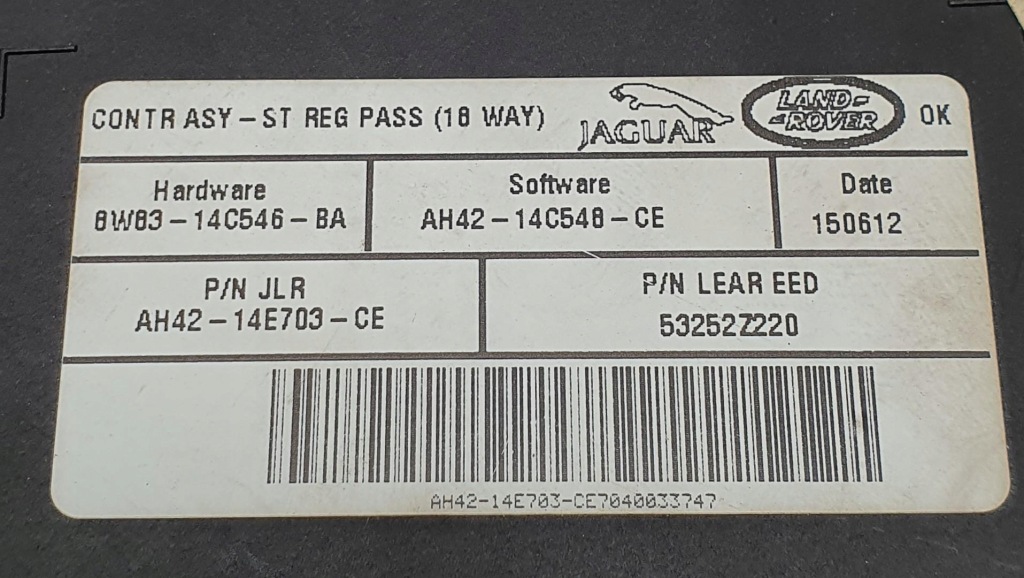 CONTR ASY - ST REG PASS (18 WAY) JAGUAR LAND-ROVER OK
Hardware
8W83-14C546-BA
Software
AH42-14C548-CE
Date
150612
P/N JLR
AH42-14E703-CE
P/N LEAR EED
53252Z220
AH42-14E703-CE7040033747